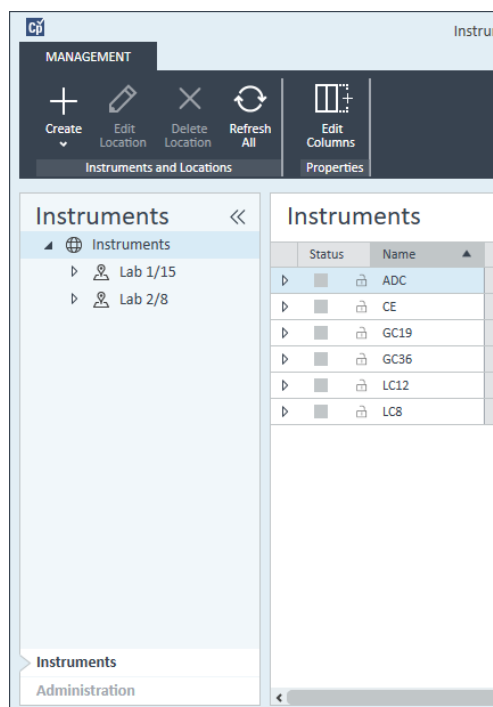 Cp
Instru
MANAGEMENT
Create
Edit Location
Delete Location
Refresh All
Edit Columns
Instruments and Locations
Properties
Instruments
Instruments
Lab 1/15
Lab 2/8
Instruments
Administration
Instruments
Status Name
ADC
CE
GC19
GC36
LC12
LC8